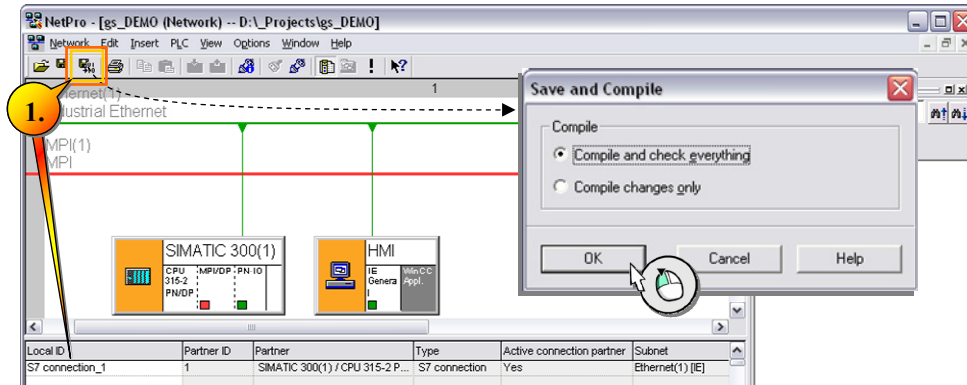 NetPro - [gs_DEMO (Network) -- D:\_Projects\gs_DEMO]
Network Edit Insert PLC View Options Window Help
1
Industrial Ethernet
MPI(1)
MPI
1.
Save and Compile
Compile
Compile and check everything
Compile changes only
OK Cancel Help
SIMATIC 300(1)
CPU 315-2 PN/DP
MPI/DP
PN-IO
HMI
IE Genera l
WinCC Appl.
Local ID Partner ID Partner Type Active connection partner Subnet
S7 connection_1 1 SIMATIC 300(1) / CPU 315-2 P... S7 connection Yes Ethernet(1) [IE]